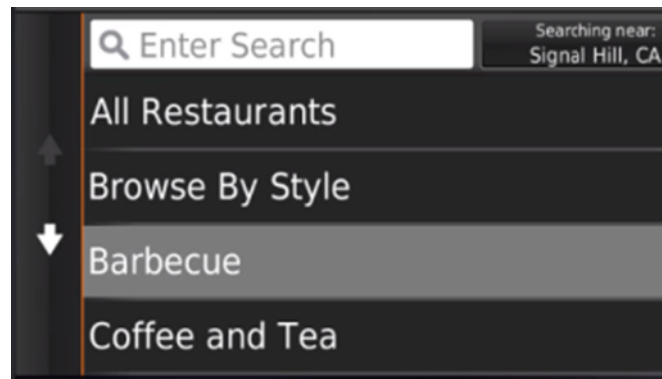 Enter Search
Searching near:
Signal Hill, CA
All Restaurants
Browse By Style
Barbecue
Coffee and Tea